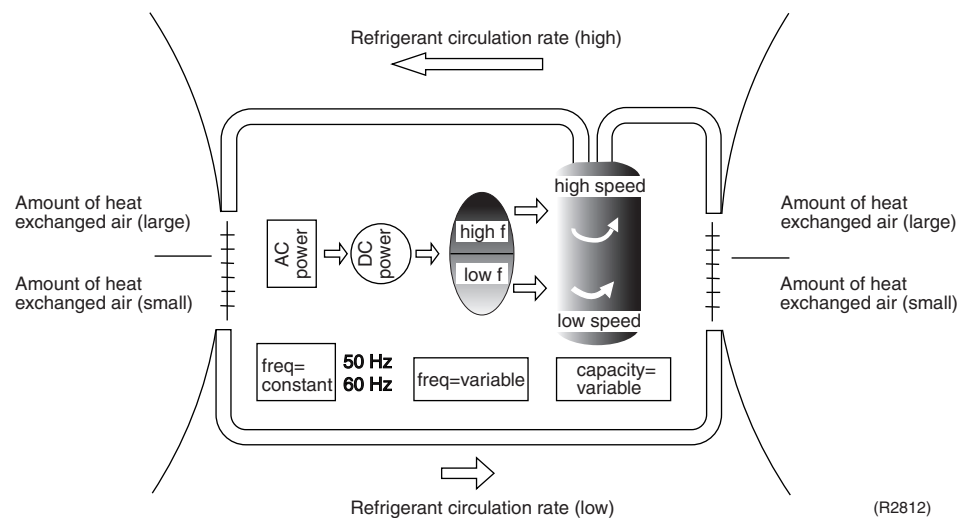 Refrigerant circulation rate (high)
high speed
Amount of heat
exchanged air (large)
Amount of heat
exchanged air (large)
AC
power
DC
power
high f
low f
Amount of heat
exchanged air (small)
Amount of heat
exchanged air (small)
low speed
freq=
constant
50 Hz
60 Hz
freq=variable
capacity=
variable
Refrigerant circulation rate (low)
(R2812)